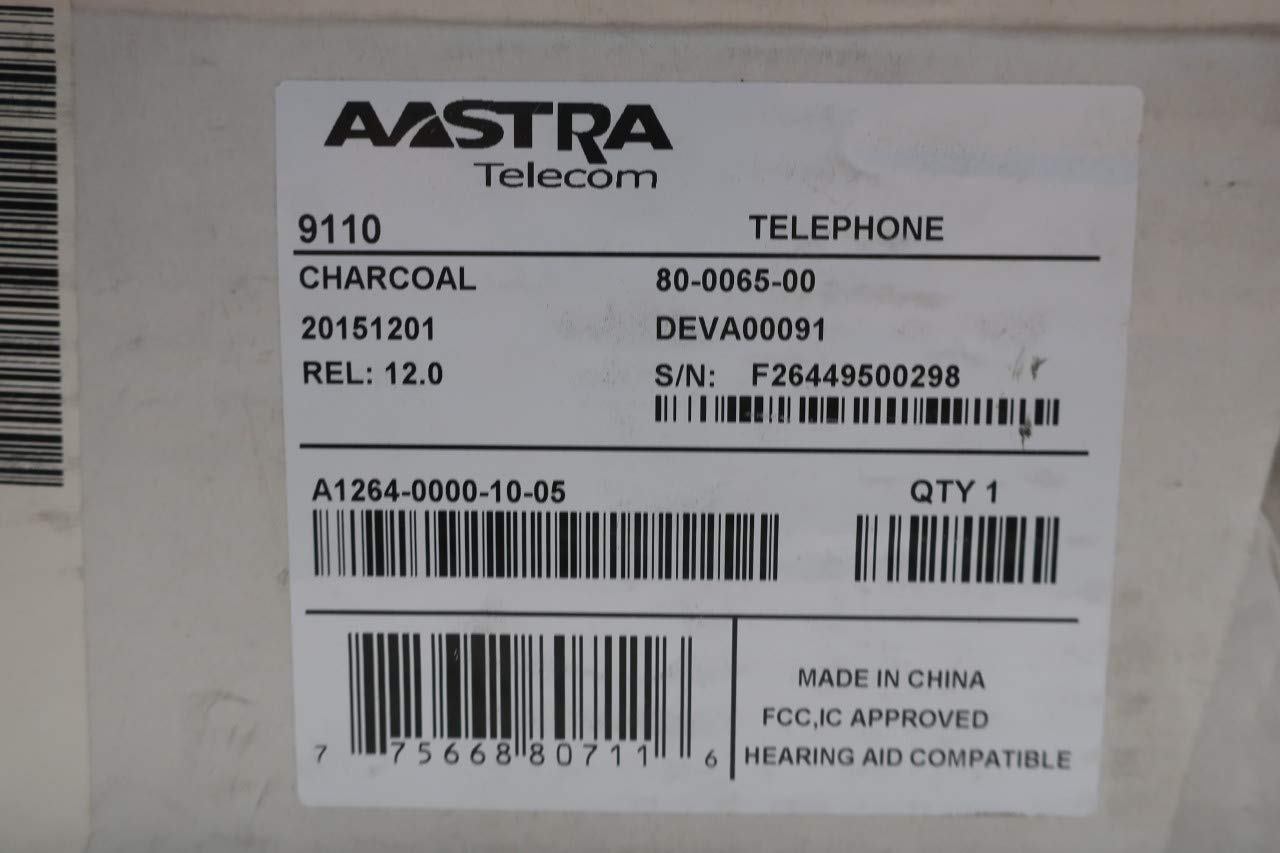 AASTRA
Telecom
9110 TELEPHONE
CHARCOAL 80-0065-00
20151201 DEVA00091
REL: 12.0 S/N: F26449500298
A1264-0000-10-05 QTY 1
MADE IN CHINA
FCC,IC APPROVED
HEARING AID COMPATIBLE
7 75668 80711 6